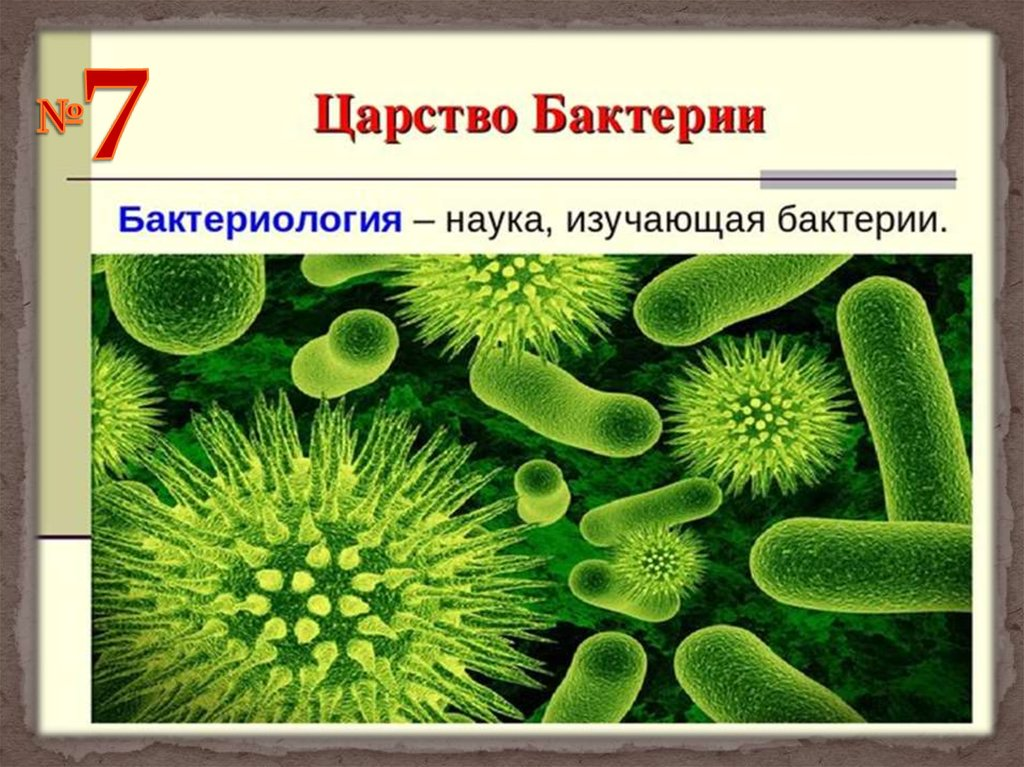 №7
Царство Бактерии
Бактериология – наука, изучающая бактерии.